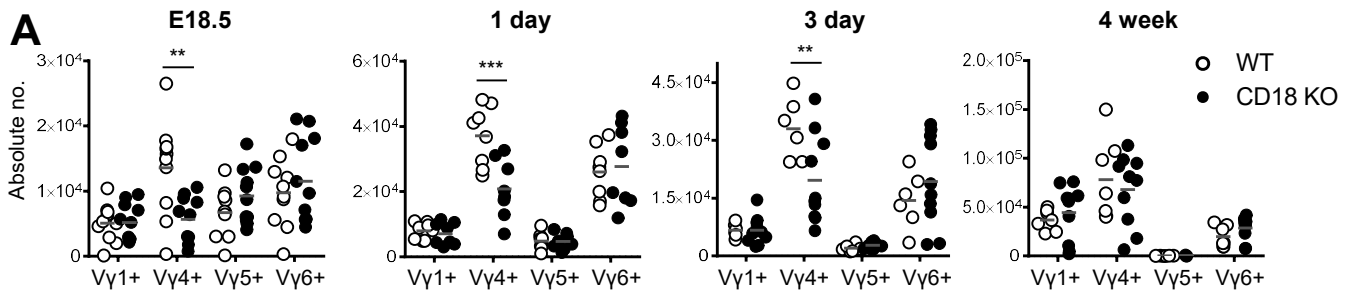 A
E18.5
1 day
3 day
4 week
Absolute no.
3×10⁴
2×10⁴
1×10⁴
0
**
Vγ1+ Vγ4+ Vγ5+ Vγ6+
6×10⁴
4×10⁴
2×10⁴
0
***
Vγ1+ Vγ4+ Vγ5+ Vγ6+
4.5×10⁴
3.0×10⁴
1.5×10⁴
0
**
Vγ1+ Vγ4+ Vγ5+ Vγ6+
2.0×10⁵
1.5×10⁵
1.0×10⁵
5.0×10⁴
0
Vγ1+ Vγ4+ Vγ5+ Vγ6+
WT
CD18 KO